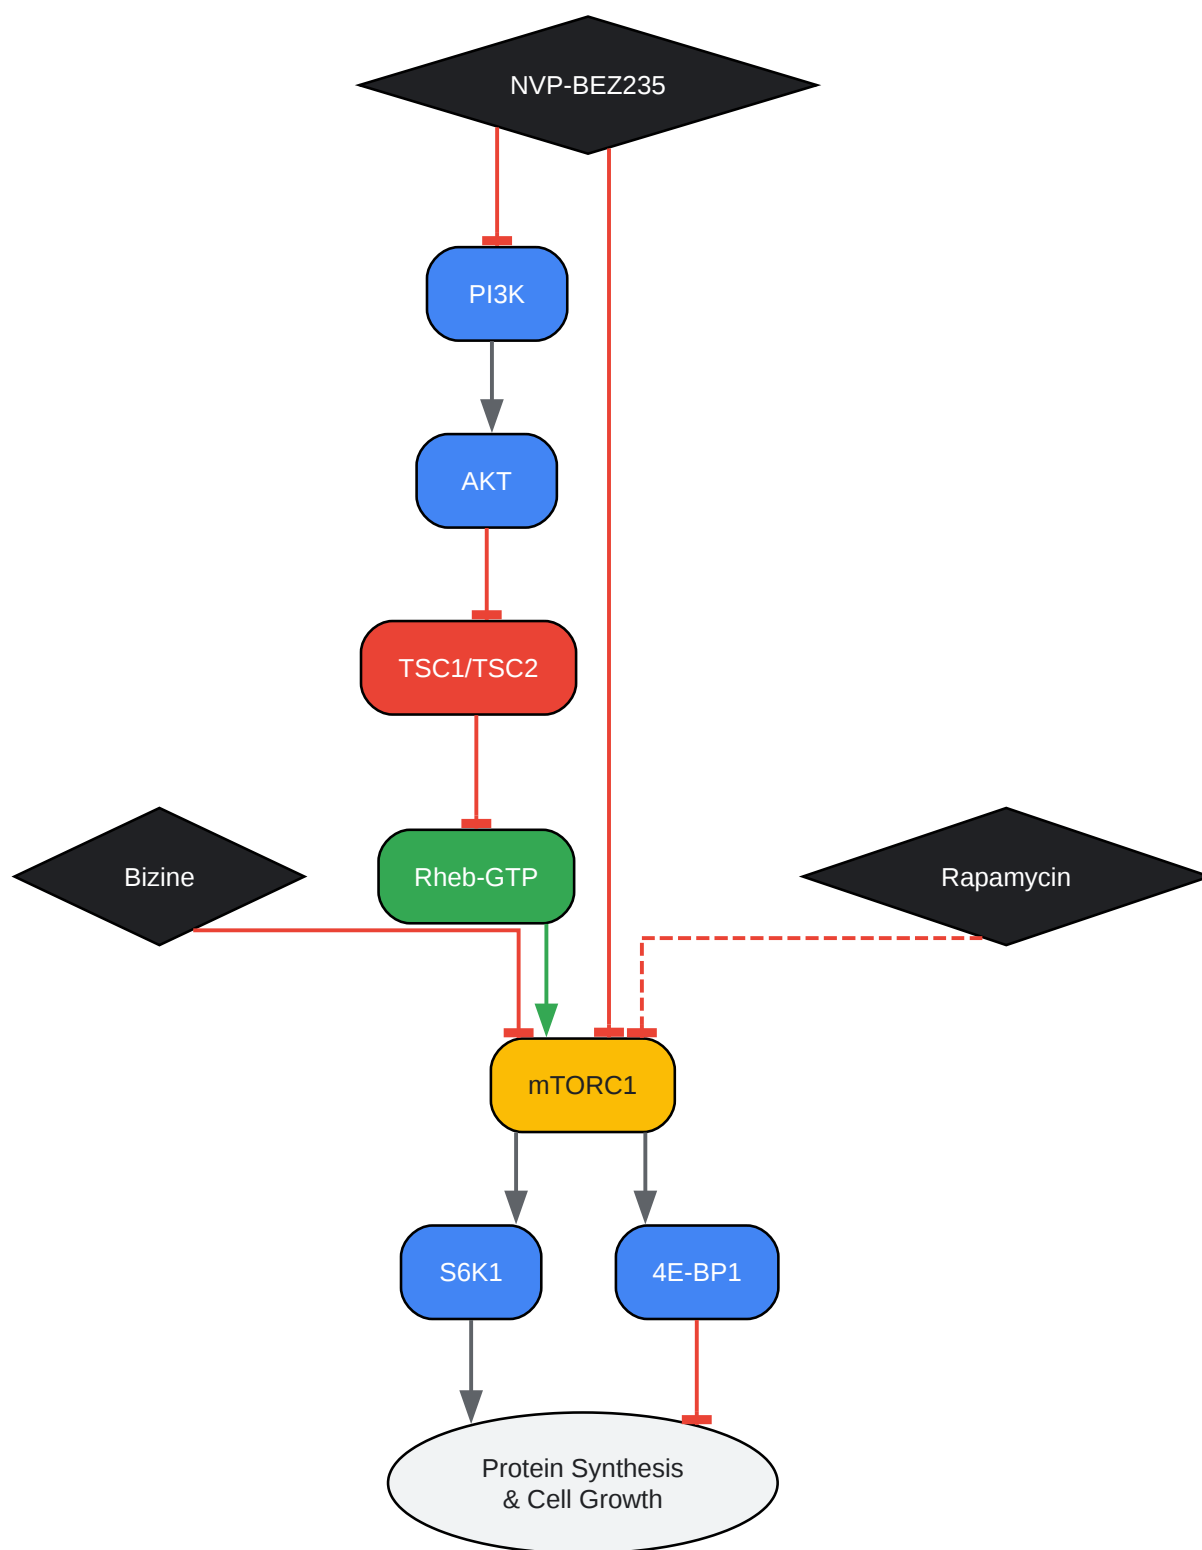 NVP-BEZ235
PI3K
AKT
TSC1/TSC2
Bizine
Rheb-GTP
Rapamycin
mTORC1
S6K1
4E-BP1
Protein Synthesis
& Cell Growth